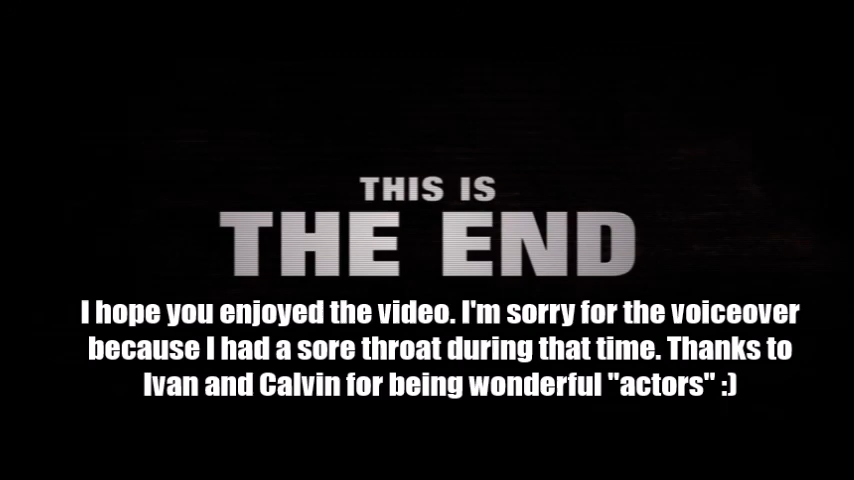 THIS IS
THE END
I hope you enjoyed the video. I'm sorry for the voiceover
because I had a sore throat during that time. Thanks to
Ivan and Calvin for being wonderful "actors" :)